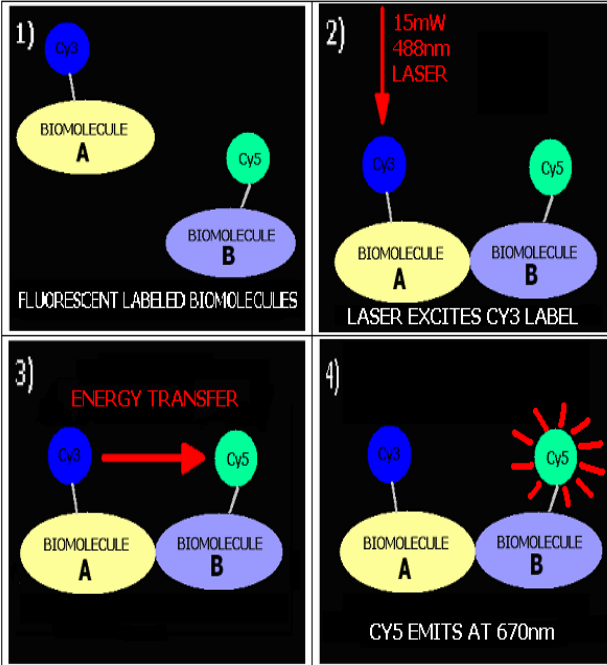 1)
Cy3
BIOMOLECULE
A
Cy5
BIOMOLECULE
B
FLUORESCENT LABELED BIOMOLECULES
2)
15mW
488nm
LASER
Cy3
Cy5
BIOMOLECULE
A
BIOMOLECULE
B
LASER EXCITES CY3 LABEL
3)
ENERGY TRANSFER
Cy3
Cy5
BIOMOLECULE
A
BIOMOLECULE
B
4)
Cy3
Cy5
BIOMOLECULE
A
BIOMOLECULE
B
CY5 EMITS AT 670nm